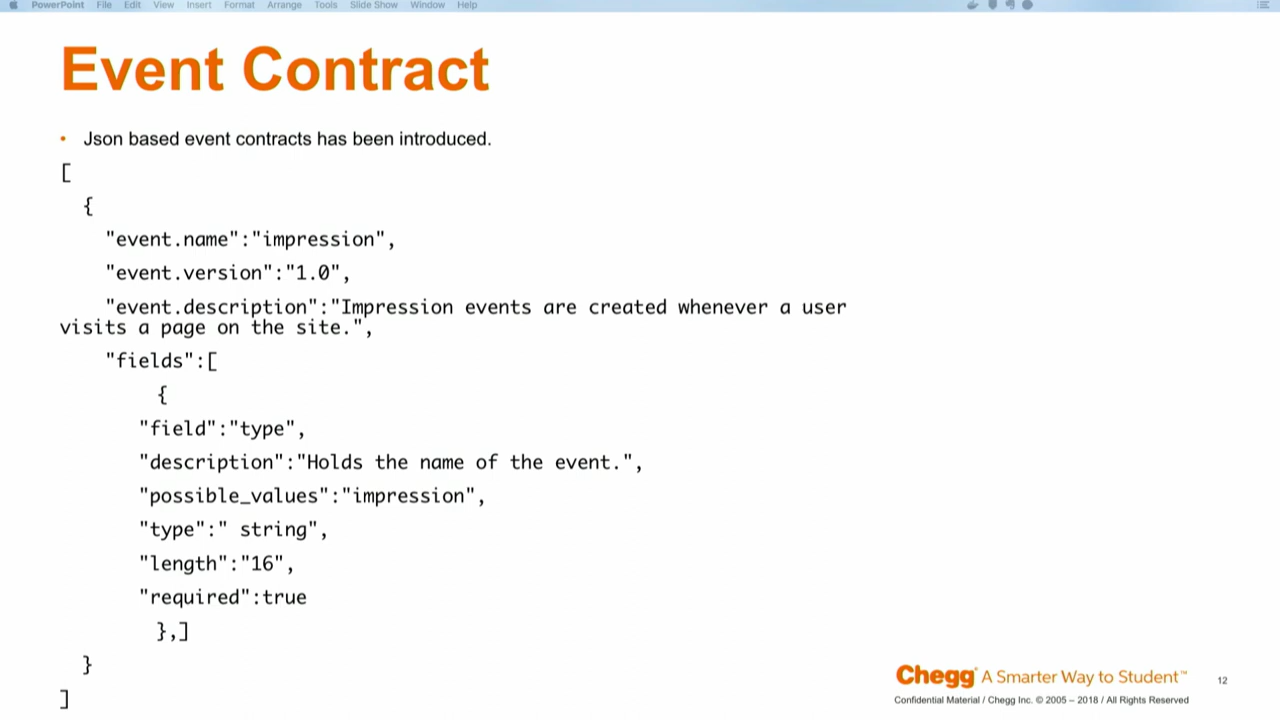 PowerPoint File Edit View Insert Format Arrange Tools Slide Show Window Help
Event Contract
• Json based event contracts has been introduced.
[
{
"event.name":"impression",
"event.version":"1.0",
"event.description":"Impression events are created whenever a user
visits a page on the site.",
"fields":[
{
"field":"type",
"description":"Holds the name of the event.",
"possible_values":"impression",
"type":" string",
"length":"16",
"required":true
},]
}
]
Chegg® A Smarter Way to Student™
12
Confidential Material / Chegg Inc. © 2005 – 2018 / All Rights Reserved